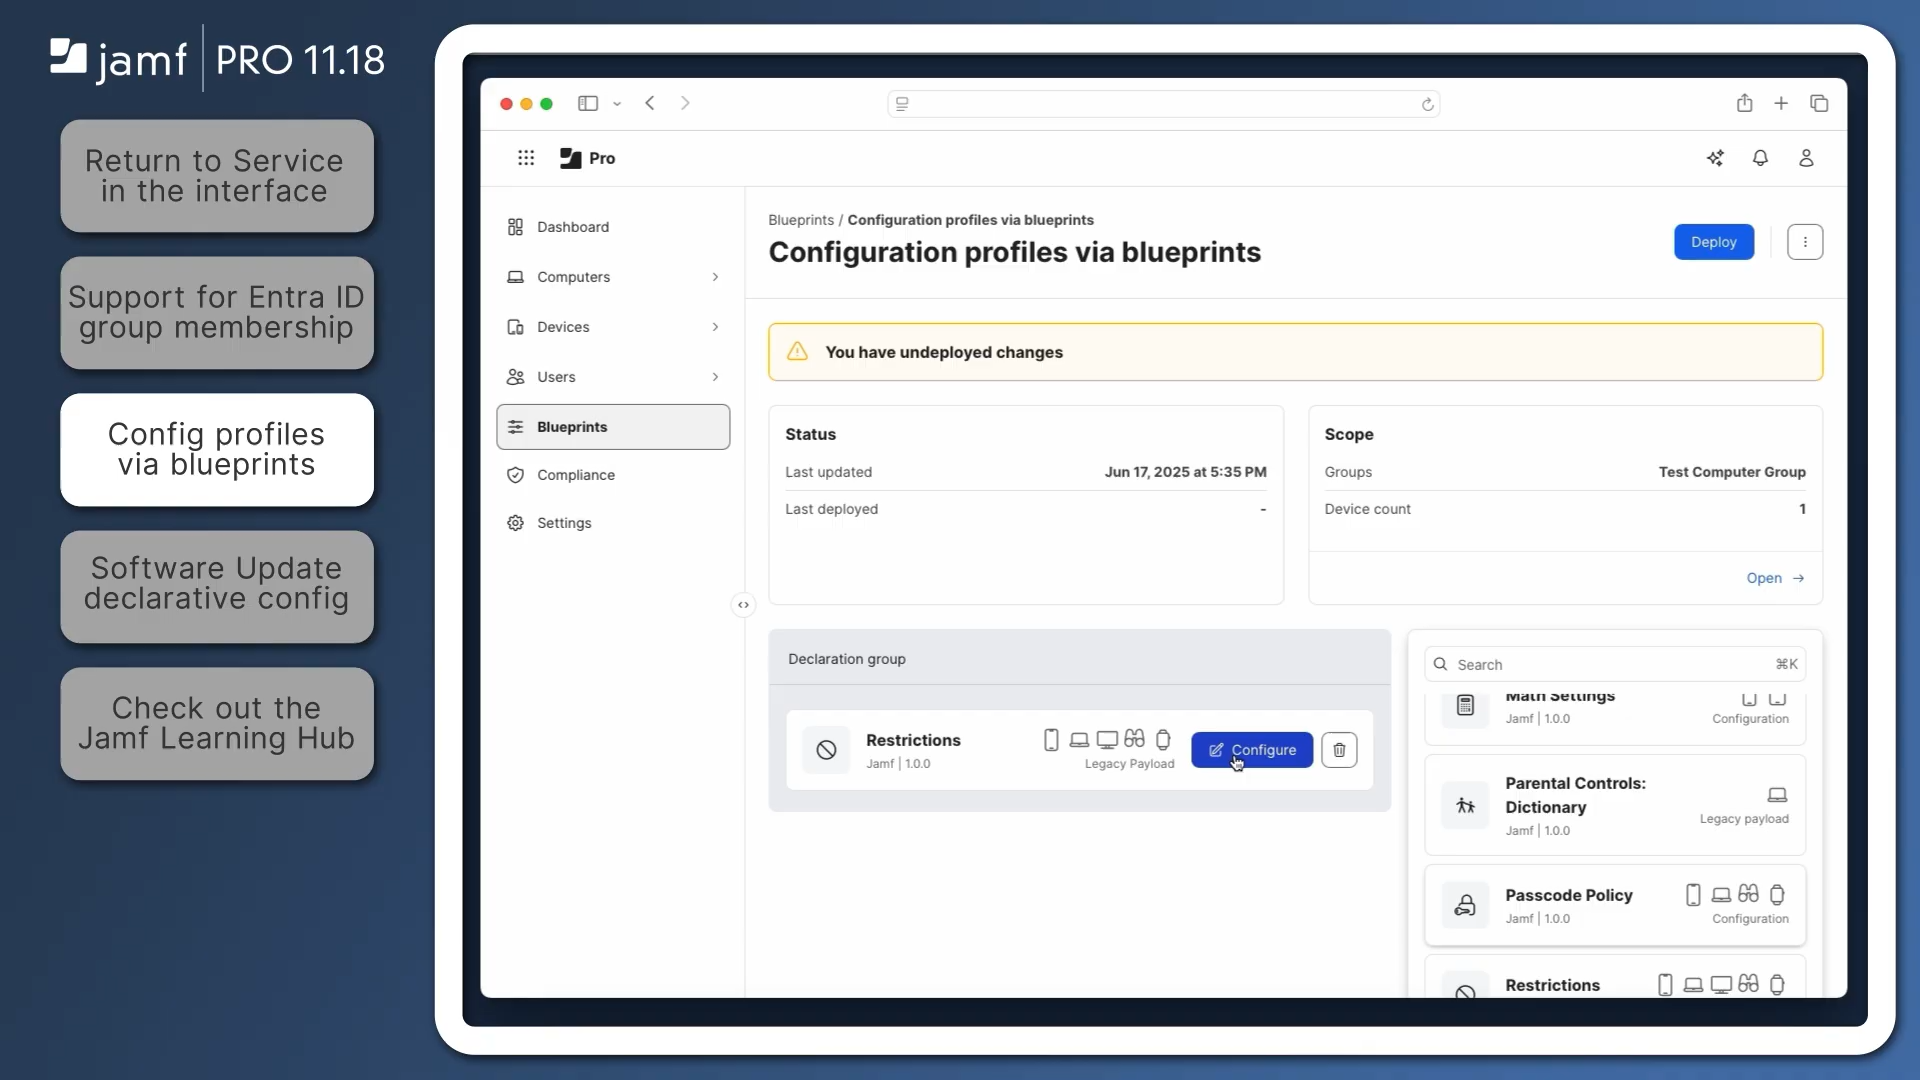 jamf | PRO 11.18
Return to Service
in the interface
Support for Entra ID
group membership
Config profiles
via blueprints
Software Update
declarative config
Check out the
Jamf Learning Hub
Pro
Dashboard
Computers
Devices
Users
Blueprints
Compliance
Settings
Blueprints / Configuration profiles via blueprints
Configuration profiles via blueprints
Deploy
You have undeployed changes
Status
Last updated Jun 17, 2025 at 5:35 PM
Last deployed -
Scope
Groups Test Computer Group
Device count 1
Open →
Declaration group
Restrictions
Jamf | 1.0.0
Legacy Payload
Configure
Search ⌘K
Math Settings
Jamf | 1.0.0
Configuration
Parental Controls:
Dictionary
Jamf | 1.0.0
Legacy payload
Passcode Policy
Jamf | 1.0.0
Configuration
Restrictions